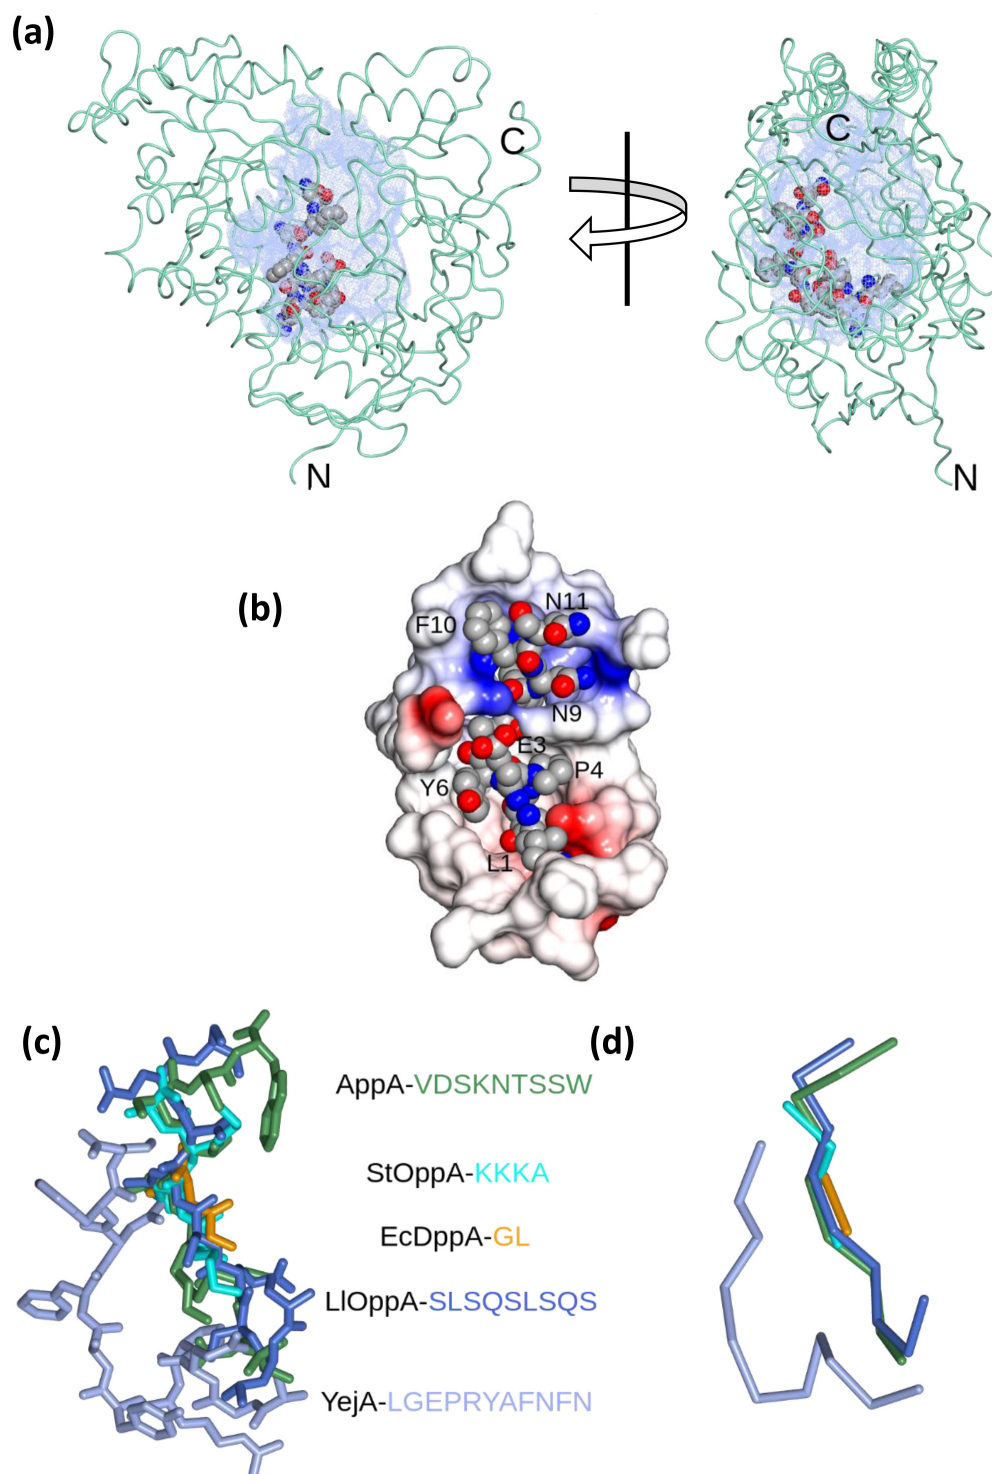 (a)
C
C
N
N
(b)
F10
N11
N9
E3
P4
Y6
L1
(c)
(d)
AppA-VDSKNTSSW
StOppA-KKKA
EcDppA-GL
LlOppA-SLSQSLSQS
YejA-LGEPRYAFNFN